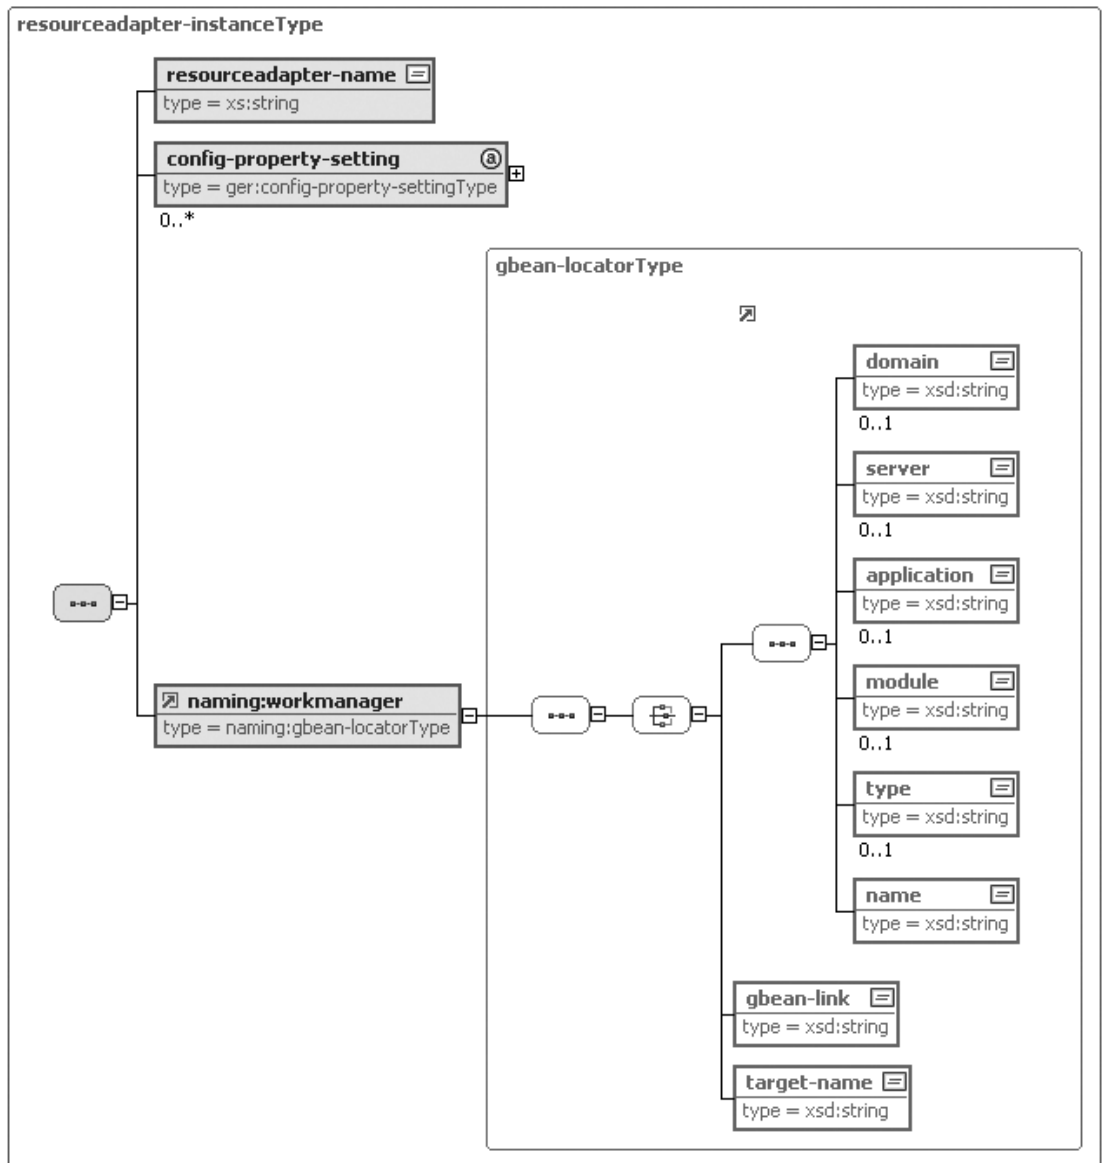 resourceadapter-instanceType
resourceadapter-name
type = xs:string
config-property-setting
a
type = ger:config-property-settingType
0..*
gbean-locatorType
domain
type = xsd:string
0..1
server
type = xsd:string
0..1
application
type = xsd:string
0..1
module
type = xsd:string
0..1
type
type = xsd:string
0..1
name
type = xsd:string
naming:workmanager
type = naming:gbean-locatorType
gbean-link
type = xsd:string
target-name
type = xsd:string